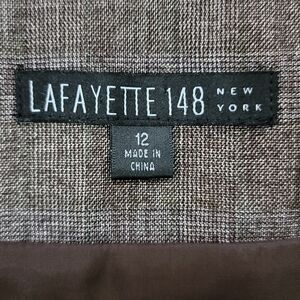 LAFAYETTE 148 NEW YORK
12
MADE IN
CHINA